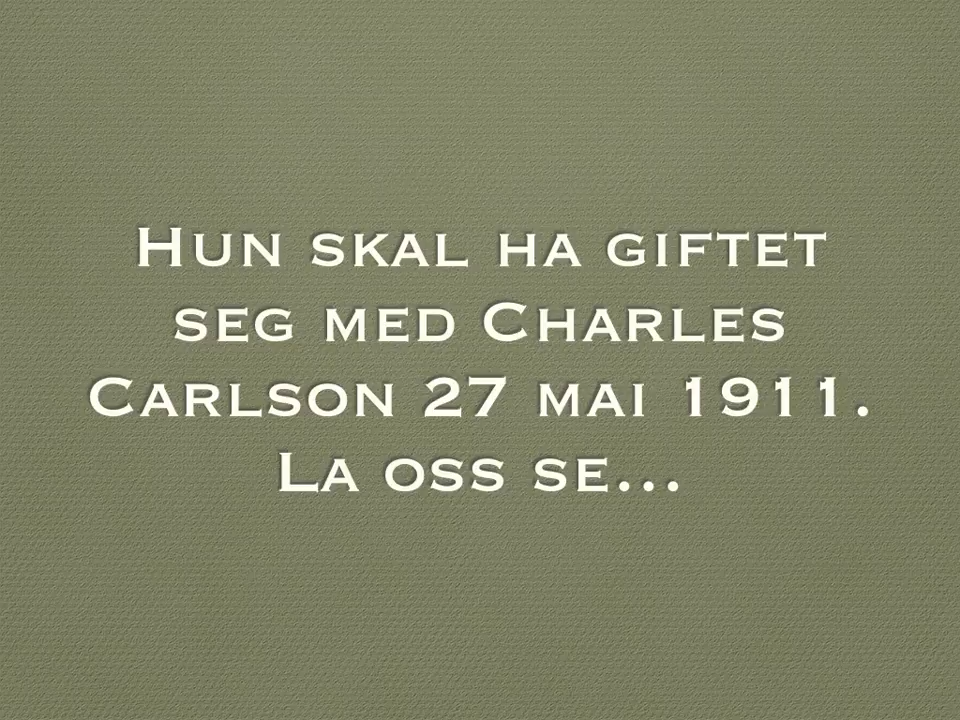 Hun skal ha giftet
seg med Charles
Carlson 27 mai 1911.
La oss se...